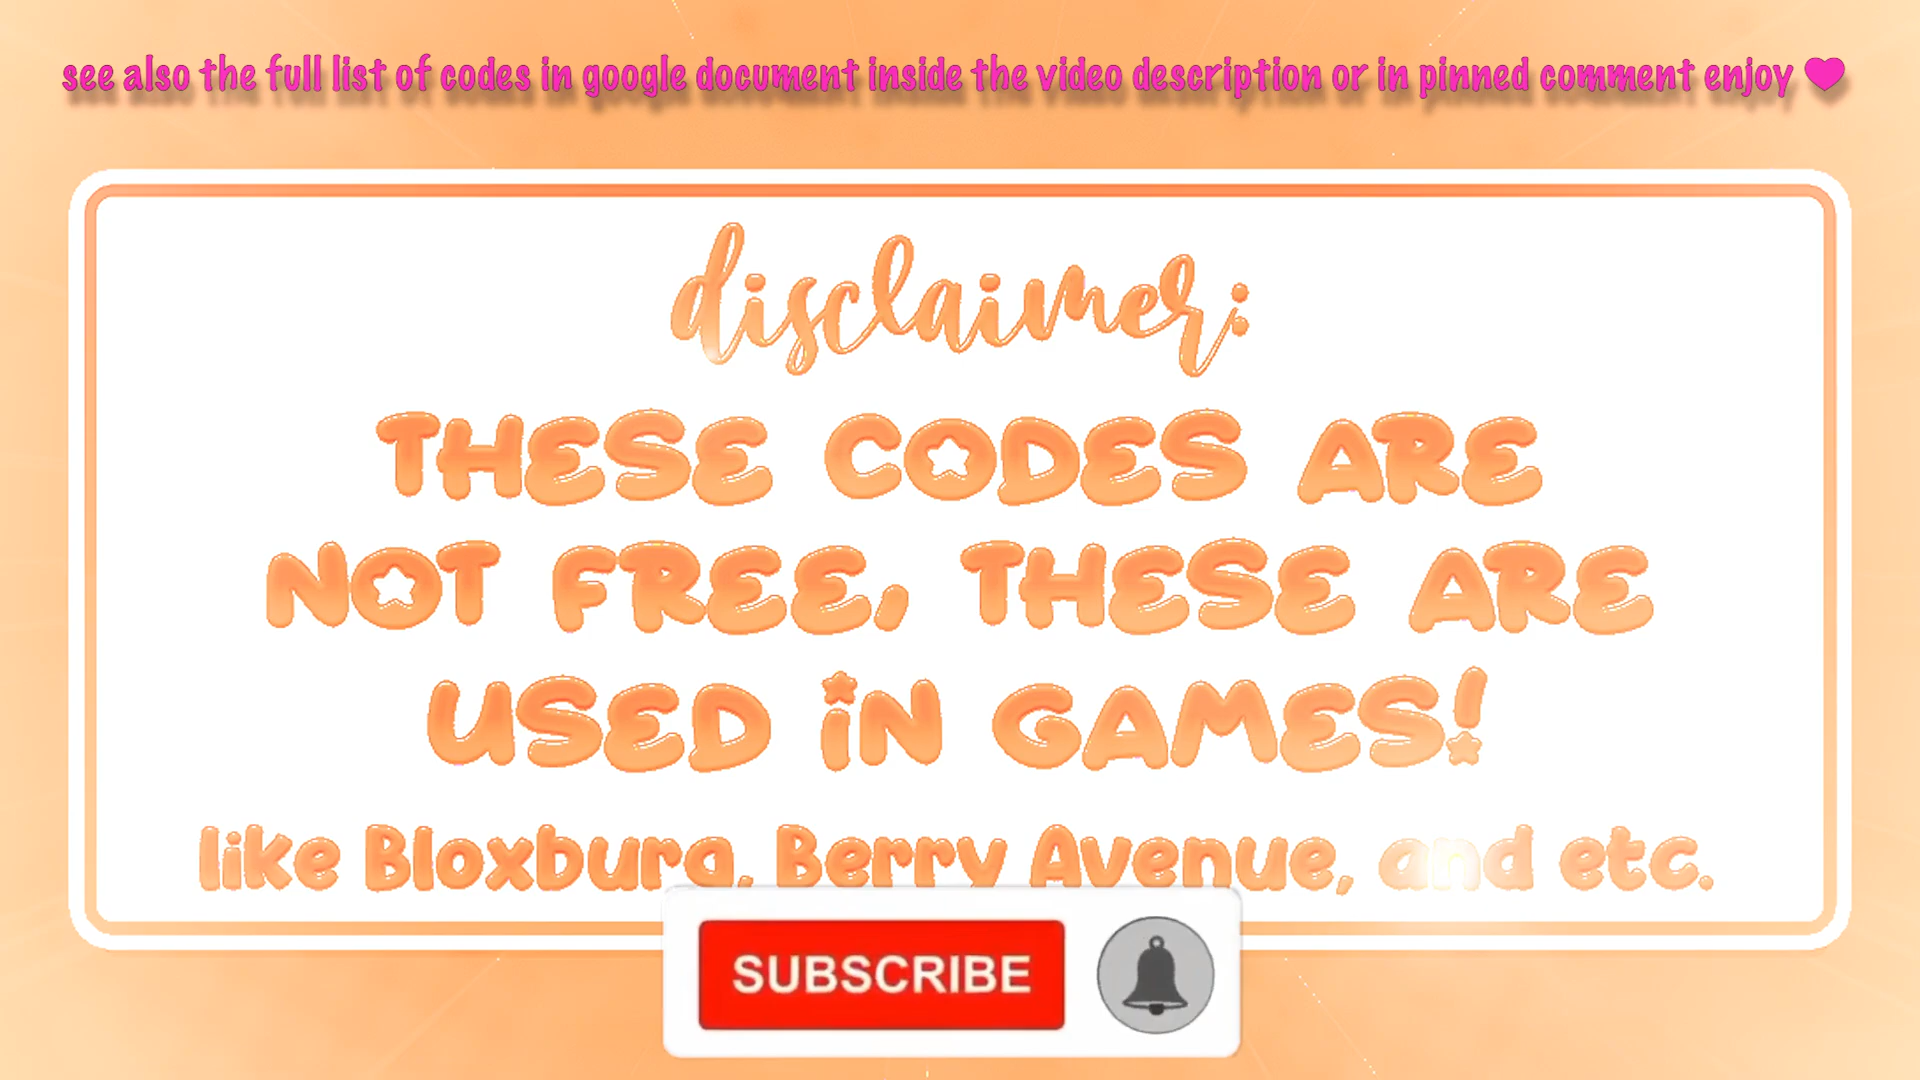 see also the full list of codes in google document inside the video description or in pinned comment enjoy ♥
disclaimer:
THESE CODES ARE
NOT FREE, THESE ARE
USED iN GAMES!
like Bloxburg, Berry Avenue, and etc.
SUBSCRIBE